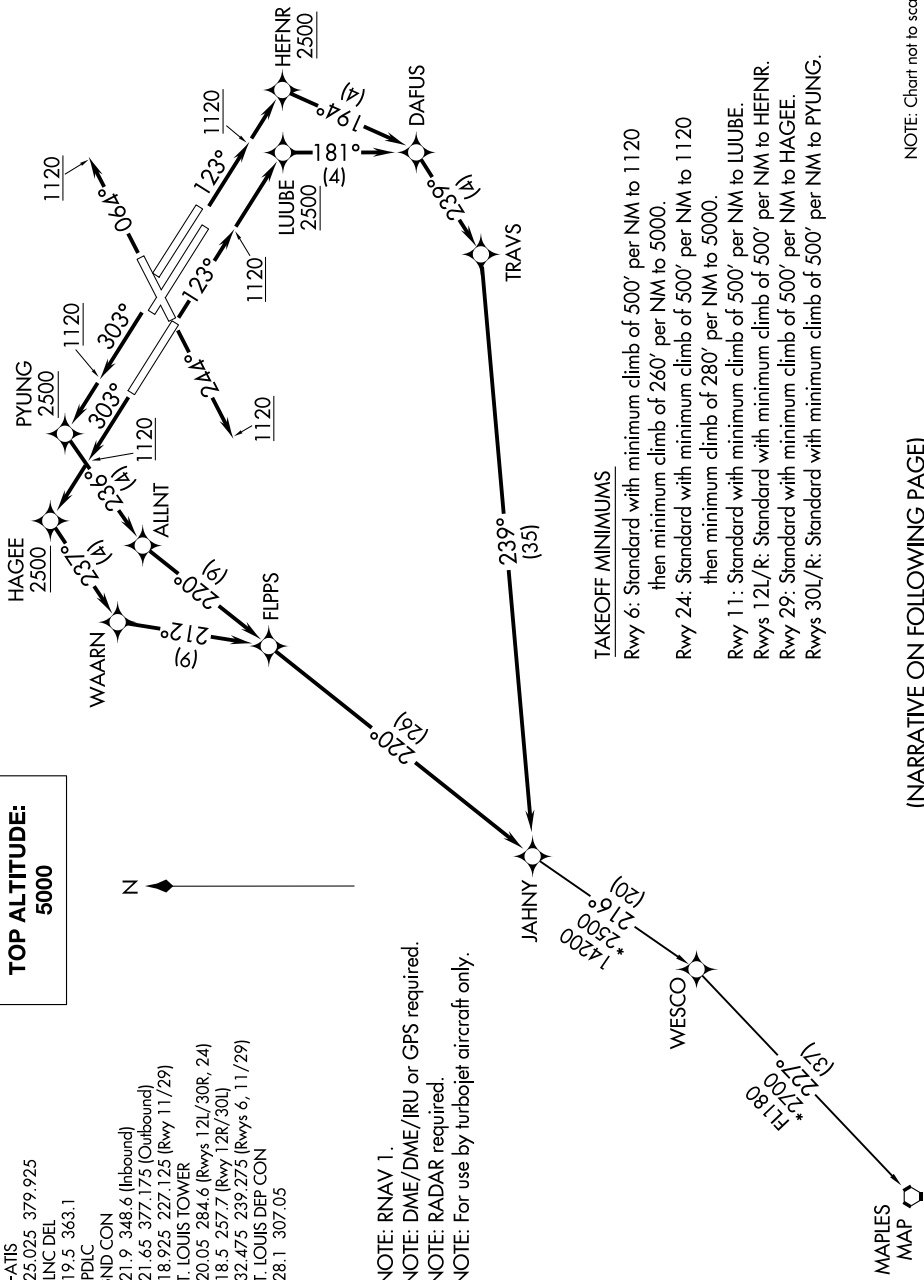 TOP ALTITUDE:
5000
-ATIS
25.025 379.925
LNC DEL
19.5 363.1
PDLC
ND CON
21.9 348.6 (Inbound)
21.65 377.175 (Outbound)
18.925 227.125 (Rwy 11/29)
T. LOUIS TOWER
20.05 284.6 (Rwys 12L/30R, 24)
18.5 257.7 (Rwy 12R/30L)
32.475 239.275 (Rwys 6, 11/29)
T. LOUIS DEP CON
28.1 307.05
NOTE: RNAV 1.
NOTE: DME/DME/IRU or GPS required.
NOTE: RADAR required.
NOTE: For use by turbojet aircraft only.
N
HAGEE
2500
PYUNG
2500
237°
(4)
236°
(4)
WAARN
ALLNT
212°
(9)
220°
(9)
FLPPS
220°
(26)
303°
1120
303°
1120
064°
1120
244°
1120
123°
1120
123°
1120
HEFNR
2500
LUUBE
2500
194°
(4)
181°
(4)
DAFUS
239°
(4)
TRAVS
239°
(35)
JAHNY
14200
*2500
216°
(20)
WESCO
FL180
*2700
227°
(37)
MAPLES
MAP
TAKEOFF MINIMUMS
Rwy 6: Standard with minimum climb of 500' per NM to 1120
then minimum climb of 260' per NM to 5000.
Rwy 24: Standard with minimum climb of 500' per NM to 1120
then minimum climb of 280' per NM to 5000.
Rwy 11: Standard with minimum climb of 500' per NM to LUUBE.
Rwys 12L/R: Standard with minimum climb of 500' per NM to HEFNR.
Rwy 29: Standard with minimum climb of 500' per NM to HAGEE.
Rwys 30L/R: Standard with minimum climb of 500' per NM to PYUNG.
(NARRATIVE ON FOLLOWING PAGE)
NOTE: Chart not to sca